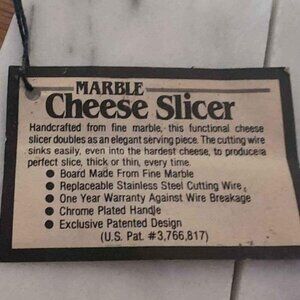 MARBLE
Cheese Slicer
Handcrafted from fine marble, this functional cheese
slicer doubles as an elegant serving piece. The cutting wire
sinks easily, even into the hardest cheese, to produce a
perfect slice, thick or thin, every time.
● Board Made From Fine Marble
● Replaceable Stainless Steel Cutting Wire
● One Year Warranty Against Wire Breakage
● Chrome Plated Handle
● Exclusive Patented Design
(U.S. Pat. #3,766,817)